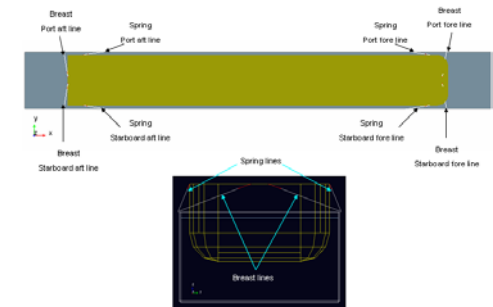 Breast
Port aft line
Spring
Port aft line
Spring
Port fore line
Breast
Port fore line
y
z
x
Breast
Starboard aft line
Spring
Starboard aft line
Spring
Starboard fore line
Breast
Starboard fore line
Spring lines
Breast lines